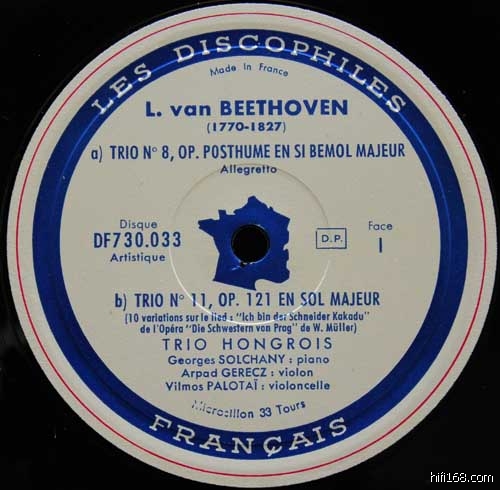 LES DISCOPHILES
Made in France
L. van BEETHOVEN
(1770-1827)
a) TRIO N° 8, OP. POSTHUME EN SI BEMOL MAJEUR
Allegretto
Disque
DF730.033
Artistique
D.P.
Face
I
b) TRIO N° 11, OP. 121 EN SOL MAJEUR
(10 variations sur le lied : "Ich bin der Schneider Kakadu"
de l'Opéra "Die Schwestern von Prag" de W. Müller)
TRIO HONGROIS
Georges SOLCHANY : piano
Arpad GERECZ : violon
Vilmos PALOTAÏ : violoncelle
Microsillon 33 Tours
FRANÇAIS
hifi168.com